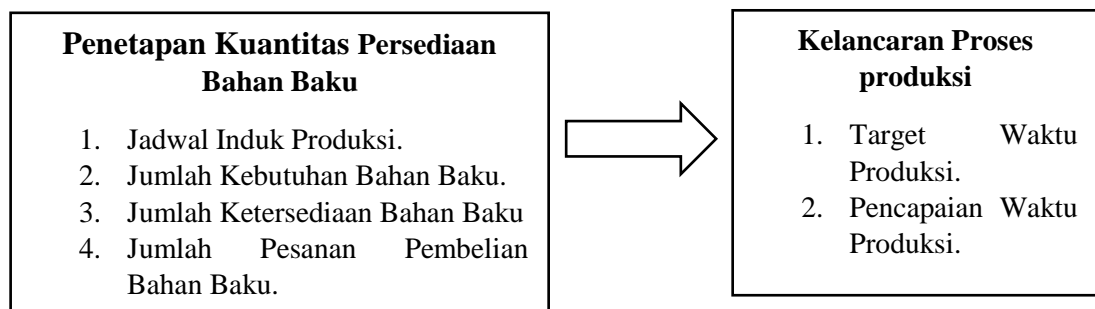 Penetapan Kuantitas Persediaan
Bahan Baku
1. Jadwal Induk Produksi.
2. Jumlah Kebutuhan Bahan Baku.
3. Jumlah Ketersediaan Bahan Baku
4. Jumlah Pesanan Pembelian
Bahan Baku.
Kelancaran Proses
produksi
1. Target Waktu
Produksi.
2. Pencapaian Waktu
Produksi.